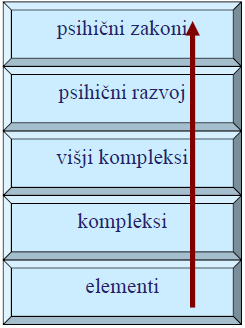 psihični zakoni
psihični razvoj
višji kompleksi
kompleksi
elementi